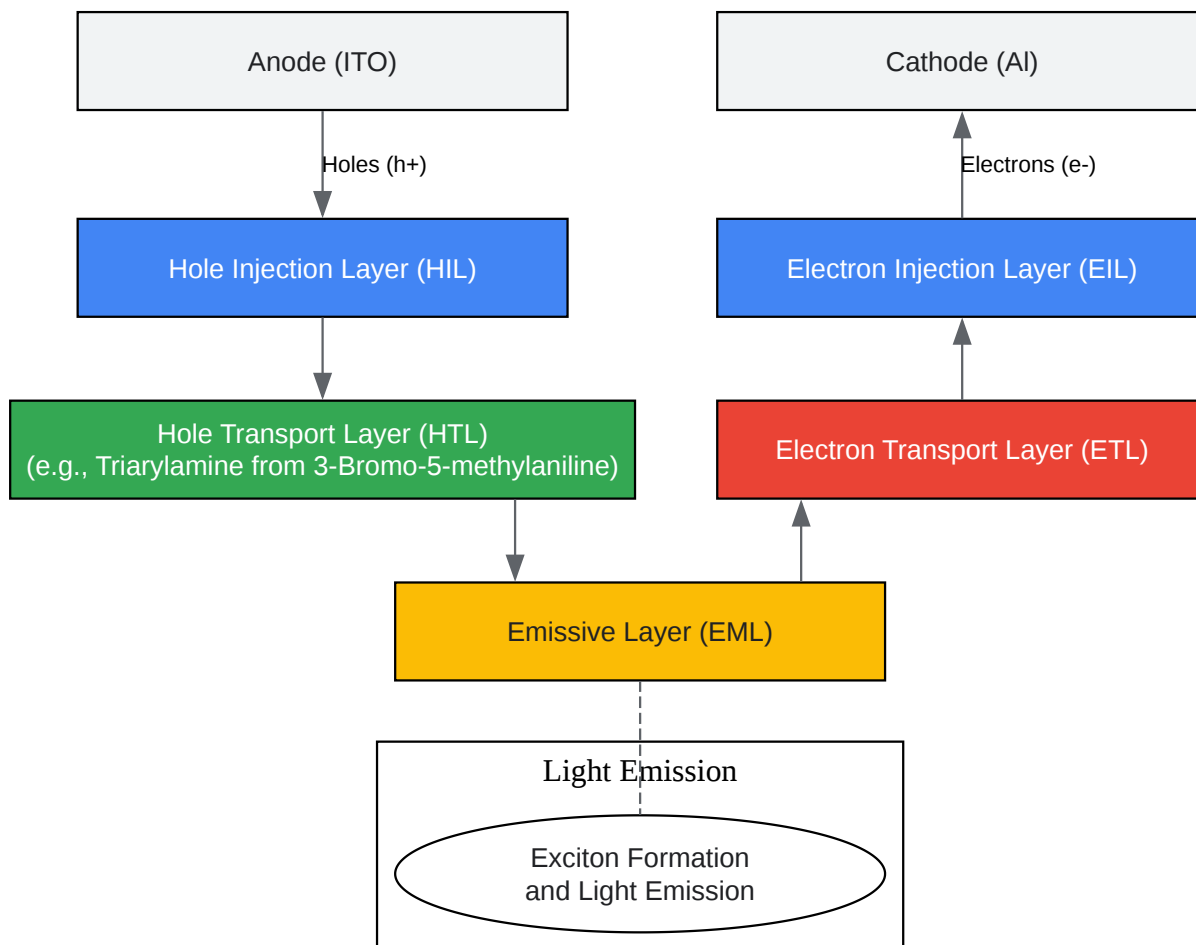 Anode (ITO)
Cathode (Al)
Holes (h+)
Electrons (e-)
Hole Injection Layer (HIL)
Electron Injection Layer (EIL)
Hole Transport Layer (HTL)
(e.g., Triarylamine from 3-Bromo-5-methylaniline)
Electron Transport Layer (ETL)
Emissive Layer (EML)
Light Emission
Exciton Formation
and Light Emission